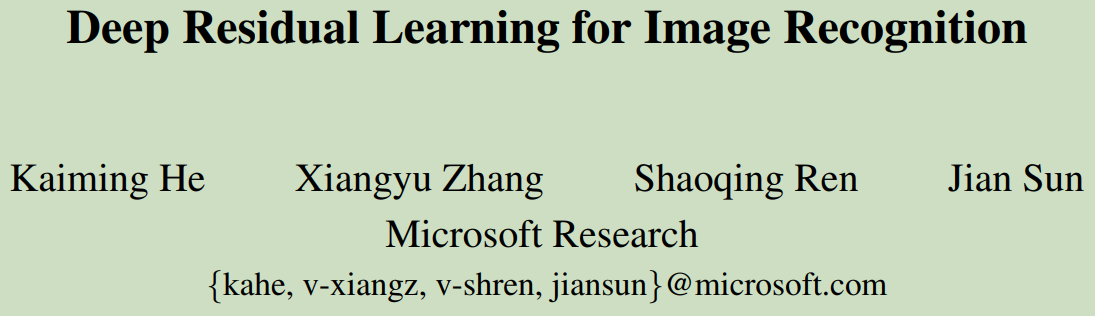 Deep Residual Learning for Image Recognition
Kaiming He Xiangyu Zhang Shaoqing Ren Jian Sun
Microsoft Research
{kahe, v-xiangz, v-shren, jiansun}@microsoft.com